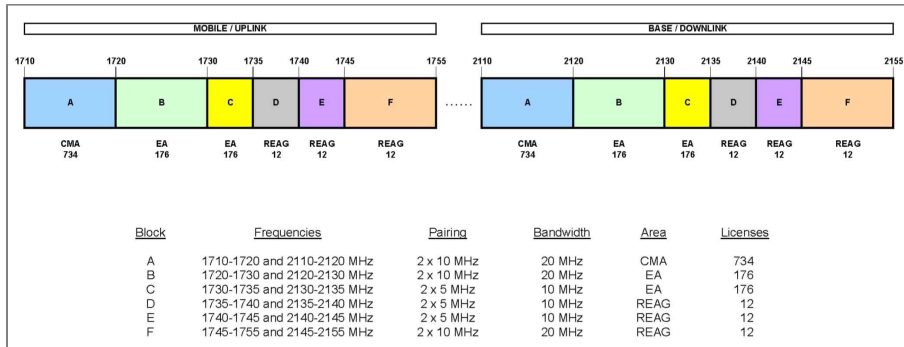 MOBILE / UPLINK BASE / DOWNLINK
1710 1720 1730 1735 1740 1745 1755 2110 2120 2130 2135 2140 2145 2155
A B C D E F ...... A B C D E F
CMA EA EA REAG REAG REAG CMA EA EA REAG REAG REAG
734 176 176 12 12 12 734 176 176 12 12 12
Block Frequencies Pairing Bandwidth Area Licenses
A 1710-1720 and 2110-2120 MHz 2 x 10 MHz 20 MHz CMA 734
B 1720-1730 and 2120-2130 MHz 2 x 10 MHz 20 MHz EA 176
C 1730-1735 and 2130-2135 MHz 2 x 5 MHz 10 MHz EA 176
D 1735-1740 and 2135-2140 MHz 2 x 5 MHz 10 MHz REAG 12
E 1740-1745 and 2140-2145 MHz 2 x 5 MHz 10 MHz REAG 12
F 1745-1755 and 2145-2155 MHz 2 x 10 MHz 20 MHz REAG 12